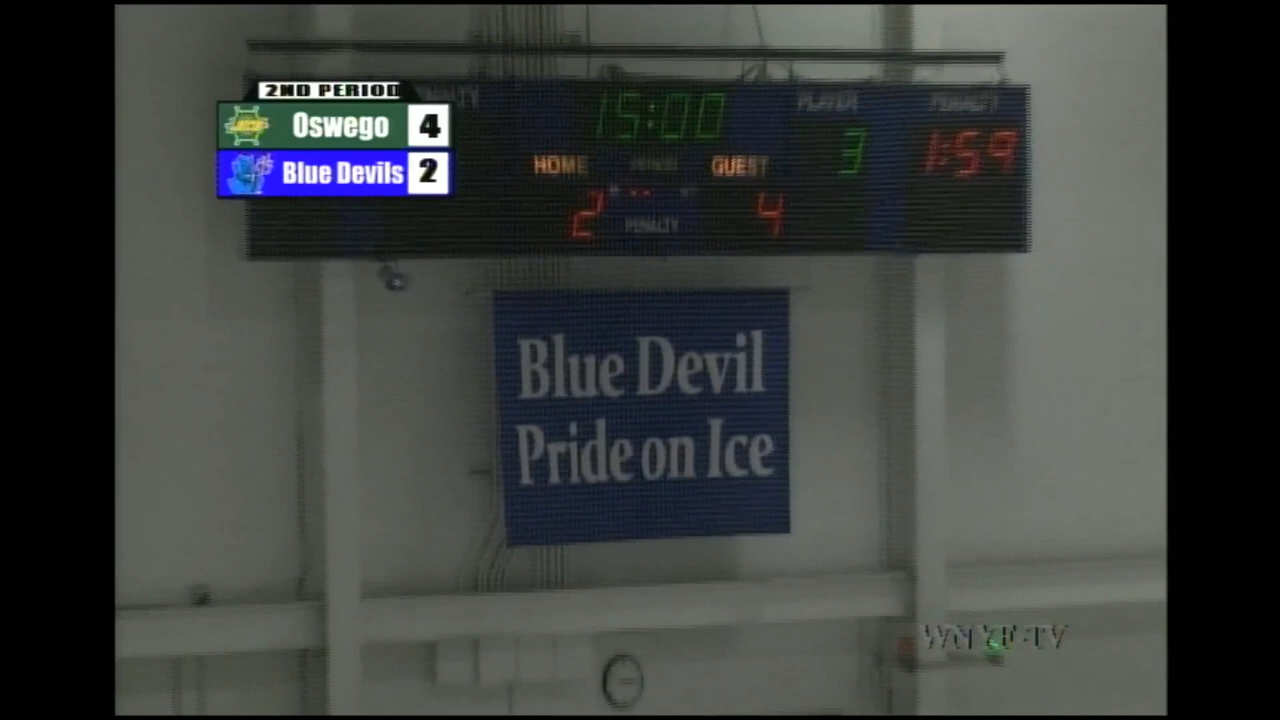 2ND PERIOD
Oswego 4
Blue Devils 2
PENALTY
15:00
PLAYER
PENALTY
HOME
GUEST
3
1:59
2
4
PENALTY
Blue Devil
Pride on Ice